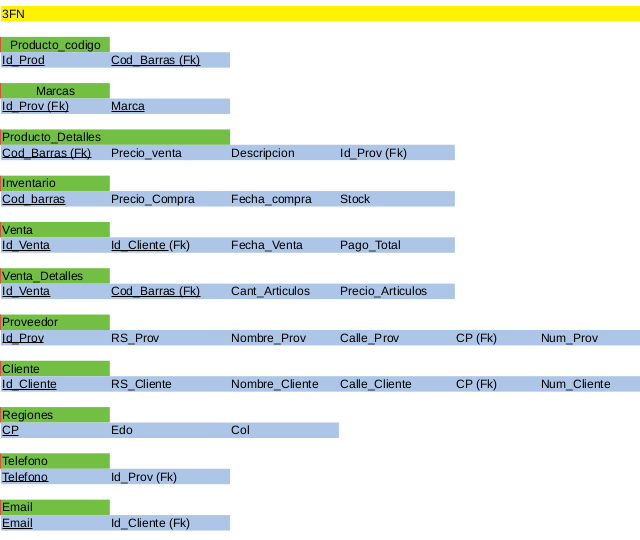 3FN
Producto_codigo
Id_Prod Cod_Barras (Fk)
Marcas
Id_Prov (Fk) Marca
Producto_Detalles
Cod_Barras (Fk) Precio_venta Descripcion Id_Prov (Fk)
Inventario
Cod_barras Precio_Compra Fecha_compra Stock
Venta
Id_Venta Id_Cliente (Fk) Fecha_Venta Pago_Total
Venta_Detalles
Id_Venta Cod_Barras (Fk) Cant_Articulos Precio_Articulos
Proveedor
Id_Prov RS_Prov Nombre_Prov Calle_Prov CP (Fk) Num_Prov
Cliente
Id_Cliente RS_Cliente Nombre_Cliente Calle_Cliente CP (Fk) Num_Cliente
Regiones
CP Edo Col
Telefono
Telefono Id_Prov (Fk)
Email
Email Id_Cliente (Fk)